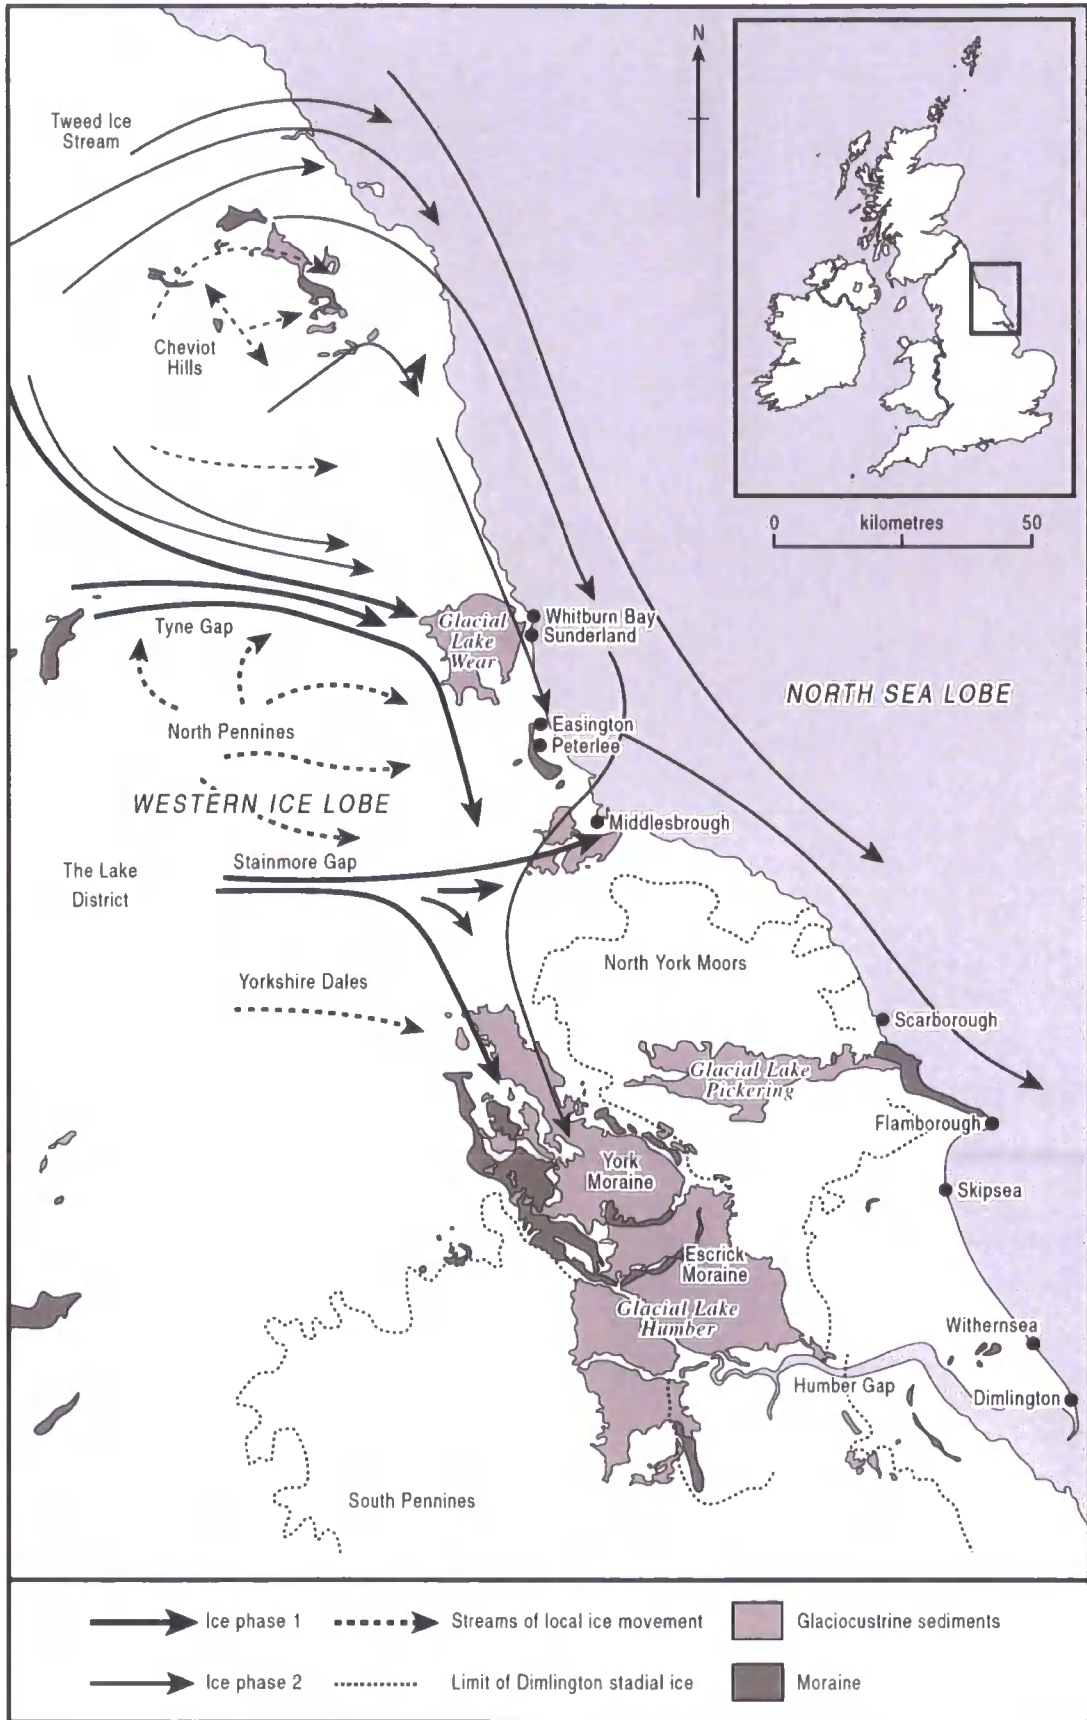 N
Tweed Ice
Stream
Cheviot
Hills
0 kilometres 50
Tyne Gap
Glacial
Lake
Wear
Whitburn Bay
Sunderland
NORTH SEA LOBE
North Pennines
Easington
Peterlee
WESTERN ICE LOBE
Middlesbrough
Stainmore Gap
The Lake
District
North York Moors
Yorkshire Dales
Scarborough
Glacial Lake
Pickering
Flamborough
York
Moraine
Skipsea
Escrick
Moraine
Glacial Lake
Humber
Withernsea
Humber Gap
Dimlington
South Pennines
Ice phase 1
Streams of local ice movement
Glaciocustrine sediments
Ice phase 2
Limit of Dimlington stadial ice
Moraine